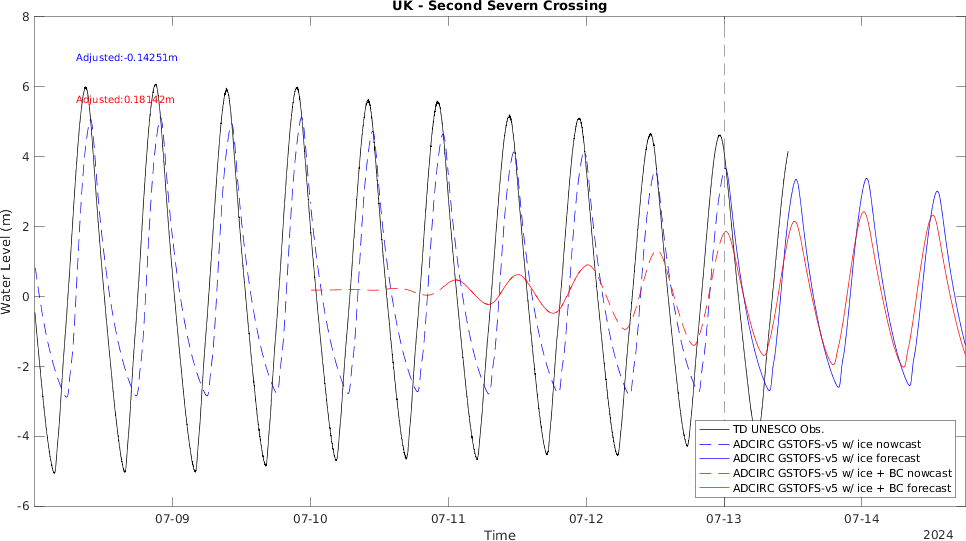 UK - Second Severn Crossing
8
Adjusted:-0.14251m
6
Adjusted:0.18142m
4
2
0
-2
-4
-6
Water Level (m)
TD UNESCO Obs.
ADCIRC GSTOFS-v5 w/ ice nowcast
ADCIRC GSTOFS-v5 w/ ice forecast
ADCIRC GSTOFS-v5 w/ ice + BC nowcast
ADCIRC GSTOFS-v5 w/ ice + BC forecast
07-09 07-10 07-11 07-12 07-13 07-14
Time
2024